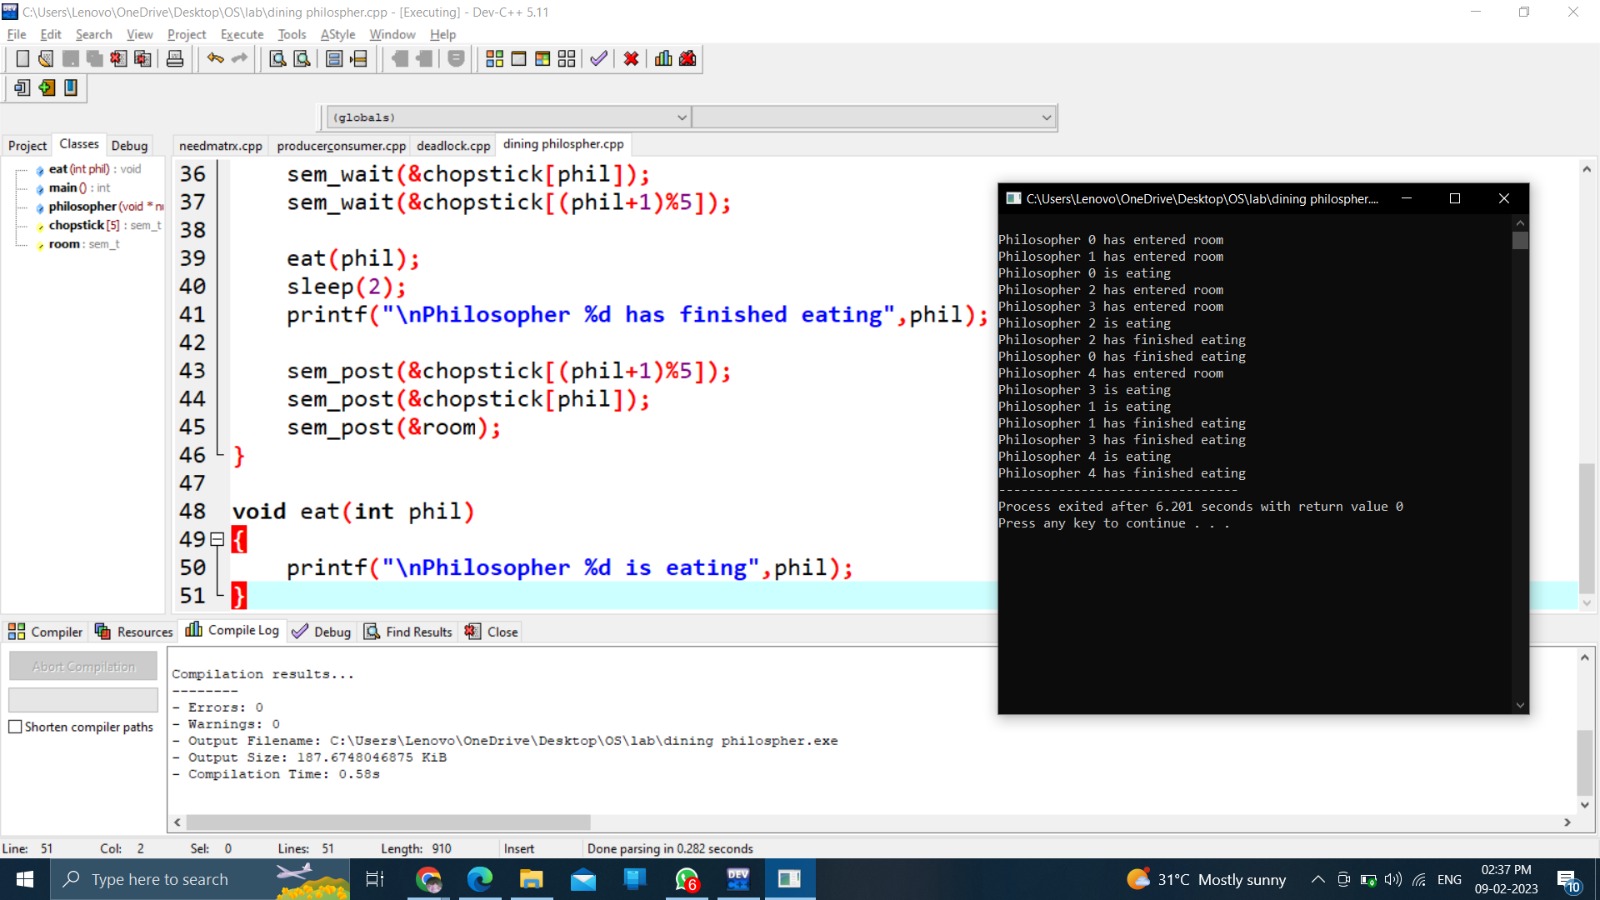 C:\Users\Lenovo\OneDrive\Desktop\OS\lab\dining philospher.cpp - [Executing] - Dev-C++ 5.11
File Edit Search View Project Execute Tools AStyle Window Help
(globals)
Project Classes Debug
needmatrx.cpp producerconsumer.cpp deadlock.cpp dining philospher.cpp
eat (int phil) : void
main () : int
philosopher (void * nu
chopstick [5] : sem_t
room : sem_t
36 sem_wait(&chopstick[phil]);
37 sem_wait(&chopstick[(phil+1)%5]);
38
39 eat(phil);
40 sleep(2);
41 printf("\nPhilosopher %d has finished eating",phil);
42
43 sem_post(&chopstick[(phil+1)%5]);
44 sem_post(&chopstick[phil]);
45 sem_post(&room);
46 }
47
48 void eat(int phil)
49 {
50 printf("\nPhilosopher %d is eating",phil);
51 }
C:\Users\Lenovo\OneDrive\Desktop\OS\lab\dining philospher....
Philosopher 0 has entered room
Philosopher 1 has entered room
Philosopher 0 is eating
Philosopher 2 has entered room
Philosopher 3 has entered room
Philosopher 2 is eating
Philosopher 2 has finished eating
Philosopher 0 has finished eating
Philosopher 4 has entered room
Philosopher 3 is eating
Philosopher 1 is eating
Philosopher 1 has finished eating
Philosopher 3 has finished eating
Philosopher 4 is eating
Philosopher 4 has finished eating
--------------------------------
Process exited after 6.201 seconds with return value 0
Press any key to continue . . .
Compiler Resources Compile Log Debug Find Results Close
Abort Compilation
Shorten compiler paths
Compilation results...
--------
- Errors: 0
- Warnings: 0
- Output Filename: C:\Users\Lenovo\OneDrive\Desktop\OS\lab\dining philospher.exe
- Output Size: 187.6748046875 KiB
- Compilation Time: 0.58s
Line: 51 Col: 2 Sel: 0 Lines: 51 Length: 910 Insert Done parsing in 0.282 seconds
Type here to search
6
DEV
31°C Mostly sunny
ENG
02:37 PM
09-02-2023
10